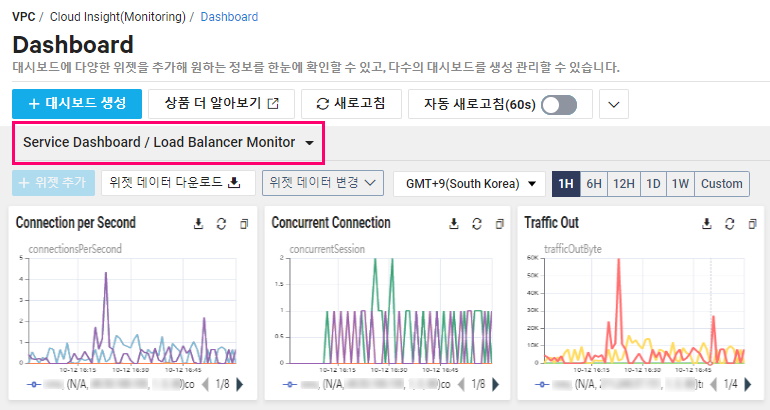 VPC / Cloud Insight(Monitoring) / Dashboard
Dashboard
대시보드에 다양한 위젯을 추가해 원하는 정보를 한눈에 확인할 수 있고, 다수의 대시보드를 생성 관리할 수 있습니다.
+ 대시보드 생성 상품 더 알아보기 새로고침 자동 새로고침(60s)
Service Dashboard / Load Balancer Monitor
+ 위젯 추가 위젯 데이터 다운로드 위젯 데이터 변경 GMT+9(South Korea) 1H 6H 12H 1D 1W Custom
Connection per Second
connectionsPerSecond
5
4
3
2
1
0
10-12 16:15 10-12 16:30 10-12 16:45
(N/A, )co 1/8
Concurrent Connection
concurrentSession
2
1.5
1
0.5
0
10-12 16:15 10-12 16:30 10-12 16:45
(N/A, )co 1/8
Traffic Out
trafficOutByte
60K
50K
40K
30K
20K
10K
0
10-12 16:15 10-12 16:30 10-12 16:45
(N/A, )tr 1/4